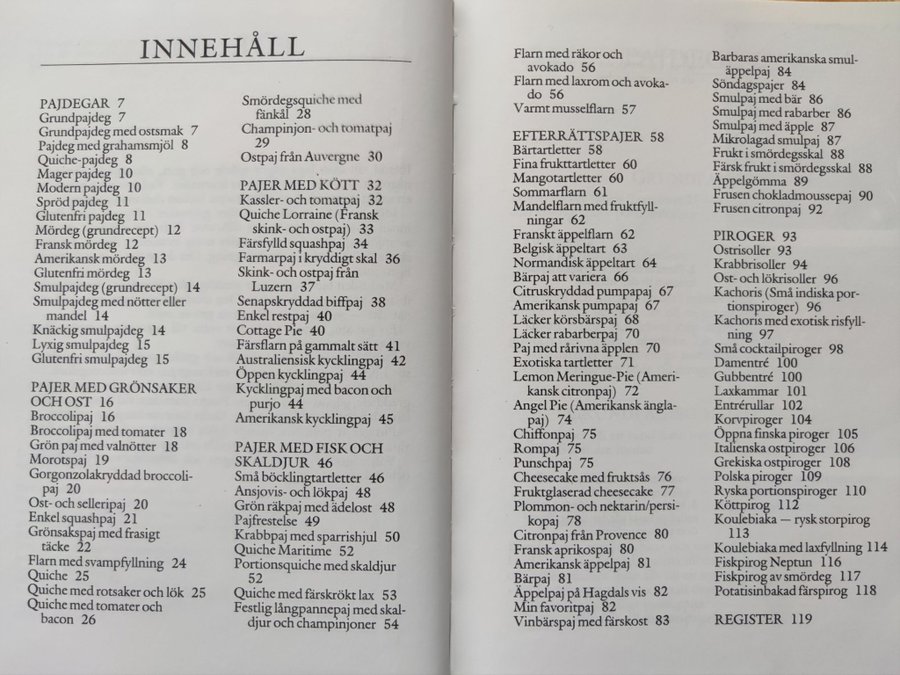 INNEHÅLL
PAJDEGAR 7
Grundpajdeg 7
Grundpajdeg med ostsmak 7
Pajdeg med grahamsmjöl 8
Quiche-pajdeg 8
Mager pajdeg 10
Modern pajdeg 10
Spröd pajdeg 11
Glutenfri pajdeg 11
Mördeg (grundrecept) 12
Fransk mördeg 12
Amerikansk mördeg 13
Glutenfri mördeg 13
Smulpajdeg (grundrecept) 14
Smulpajdeg med nötter eller
mandel 14
Knäckig smulpajdeg 14
Lyxig smulpajdeg 15
Glutenfri smulpajdeg 15
PAJER MED GRÖNSAKER
OCH OST 16
Broccolipaj 16
Broccolipaj med tomater 18
Grön paj med valnötter 18
Morotspaj 19
Gorgonzolakryddad broccoli-
paj 20
Ost- och selleripaj 20
Enkel squashpaj 21
Grönsakspaj med frasigt
täcke 22
Flarn med svampfyllning 24
Quiche 25
Quiche med rotsaker och lök 25
Quiche med tomater och
bacon 26
Smördegsquiche med
fänkål 28
Champinjon- och tomatpaj
29
Ostpaj från Auvergne 30
PAJER MED KÖTT 32
Kassler- och tomatpaj 32
Quiche Lorraine (Fransk
skink- och ostpaj) 33
Färsfylld squashpaj 34
Farmarpaj i kryddigt skal 36
Skink- och ostpaj från
Luzern 37
Senapskryddad biffpaj 38
Enkel restpaj 40
Cottage Pie 40
Färsflarn på gammalt sätt 41
Australiensisk kycklingpaj 42
Öppen kycklingpaj 44
Kycklingpaj med bacon och
purjo 44
Amerikansk kycklingpaj 45
PAJER MED FISK OCH
SKALDJUR 46
Små böcklingtartletter 46
Ansjovis- och lökpaj 48
Grön räkpaj med ädelost 48
Pajfrestelse 49
Krabbpaj med sparrishjul 50
Quiche Maritime 52
Portionsquiche med skaldjur
52
Quiche med färskrökt lax 53
Festlig långpannepaj med skal-
djur och champinjoner 54
Flarn med räkor och
avokado 56
Flarn med laxrom och avoka-
do 56
Varmt musselflarn 57
EFTERRÄTTSPAJER 58
Bärtartletter 58
Fina frukttartletter 60
Mangotartletter 60
Sommarflarn 61
Mandelflarn med fruktfyll-
ningar 62
Franskt äppelflarn 62
Belgisk äppeltart 63
Normandisk äppeltart 64
Bärpaj att variera 66
Citruskryddad pumpapaj 67
Amerikansk pumpapaj 67
Läcker körsbärspaj 68
Läcker rabarberpaj 70
Paj med rårivna äpplen 70
Exotiska tartletter 71
Lemon Meringue-Pie (Ameri-
kansk citronpaj) 72
Angel Pie (Amerikansk ängla-
paj) 74
Chiffonpaj 75
Rompaj 75
Punschpaj 75
Cheesecake med fruktsås 76
Fruktglaserad cheesecake 77
Plommon- och nektarin/persi-
kopaj 78
Citronpaj från Provence 80
Fransk aprikospaj 80
Amerikansk äppelpaj 81
Bärpaj 81
Äppelpaj på Hagdals vis 82
Min favoritpaj 82
Vinbärspaj med färskost 83
Barbaras amerikanska smul-
äppelpaj 84
Söndagspajer 84
Smulpaj med bär 86
Smulpaj med rabarber 86
Smulpaj med äpple 87
Mikrolagad smulpaj 87
Frukt i smördegsskal 88
Färsk frukt i smördegsskal 88
Äppelgömma 89
Frusen chokladmoussepaj 90
Frusen citronpaj 92
PIROGER 93
Ostrisoller 93
Krabbrisoller 94
Ost- och lökrisoller 96
Kachoris (Små indiska por-
tionspiroger) 96
Kachoris med exotisk risfyll-
ning 97
Små cocktailpiroger 98
Damentré 100
Gubbentré 100
Laxkammar 101
Entrérullar 102
Korvpiroger 104
Öppna finska piroger 105
Italienska ostpiroger 106
Grekiska ostpiroger 108
Polska piroger 109
Ryska portionspiroger 110
Köttpirog 112
Koulebiaka — rysk storpirog
113
Koulebiaka med laxfyllning 114
Fiskpirog Neptun 116
Fiskpirog av smördeg 117
Potatisinbakad färspirog 118
REGISTER 119